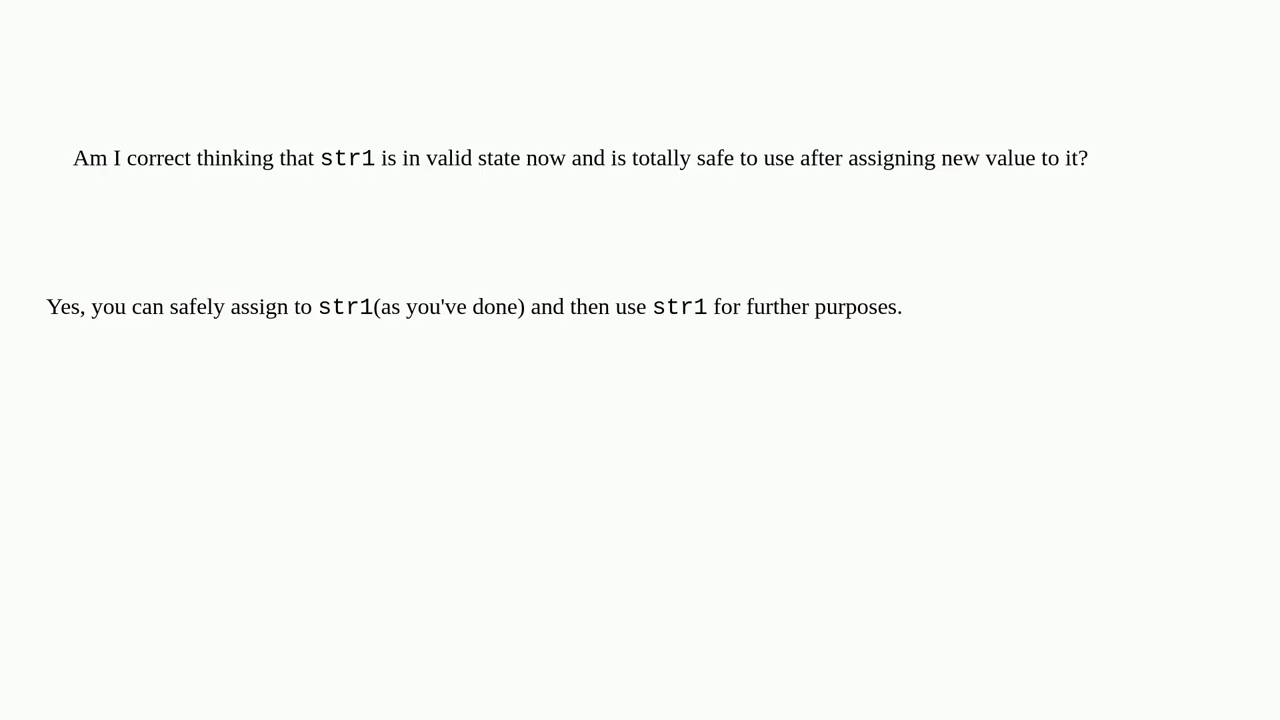 Am I correct thinking that str1 is in valid state now and is totally safe to use after assigning new value to it?
Yes, you can safely assign to str1(as you've done) and then use str1 for further purposes.